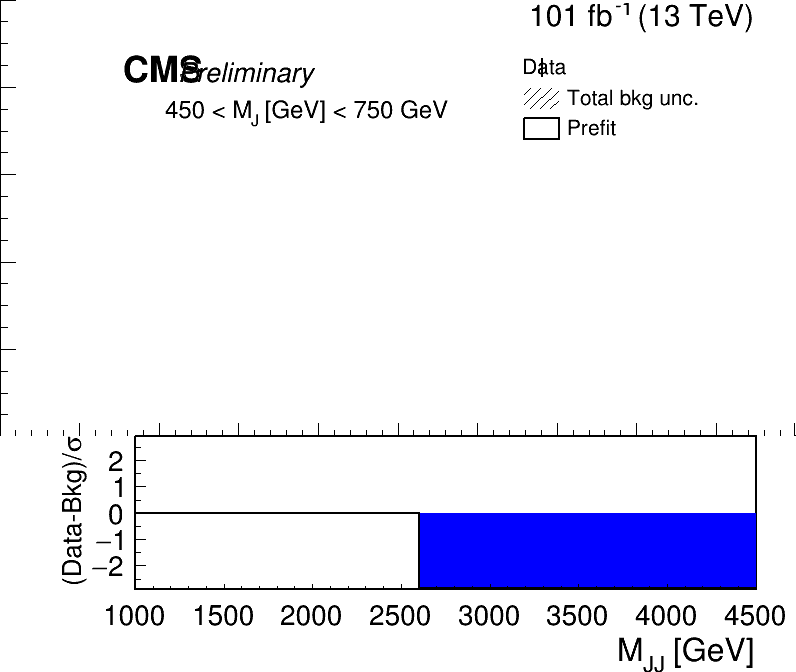 101 fb⁻¹ (13 TeV)
CMS Preliminary
450 < M_J [GeV] < 750 GeV
Data
Total bkg unc.
Prefit
(Data-Bkg)/σ
2
1
0
−1
−2
1000 1500 2000 2500 3000 3500 4000 4500
M_JJ [GeV]